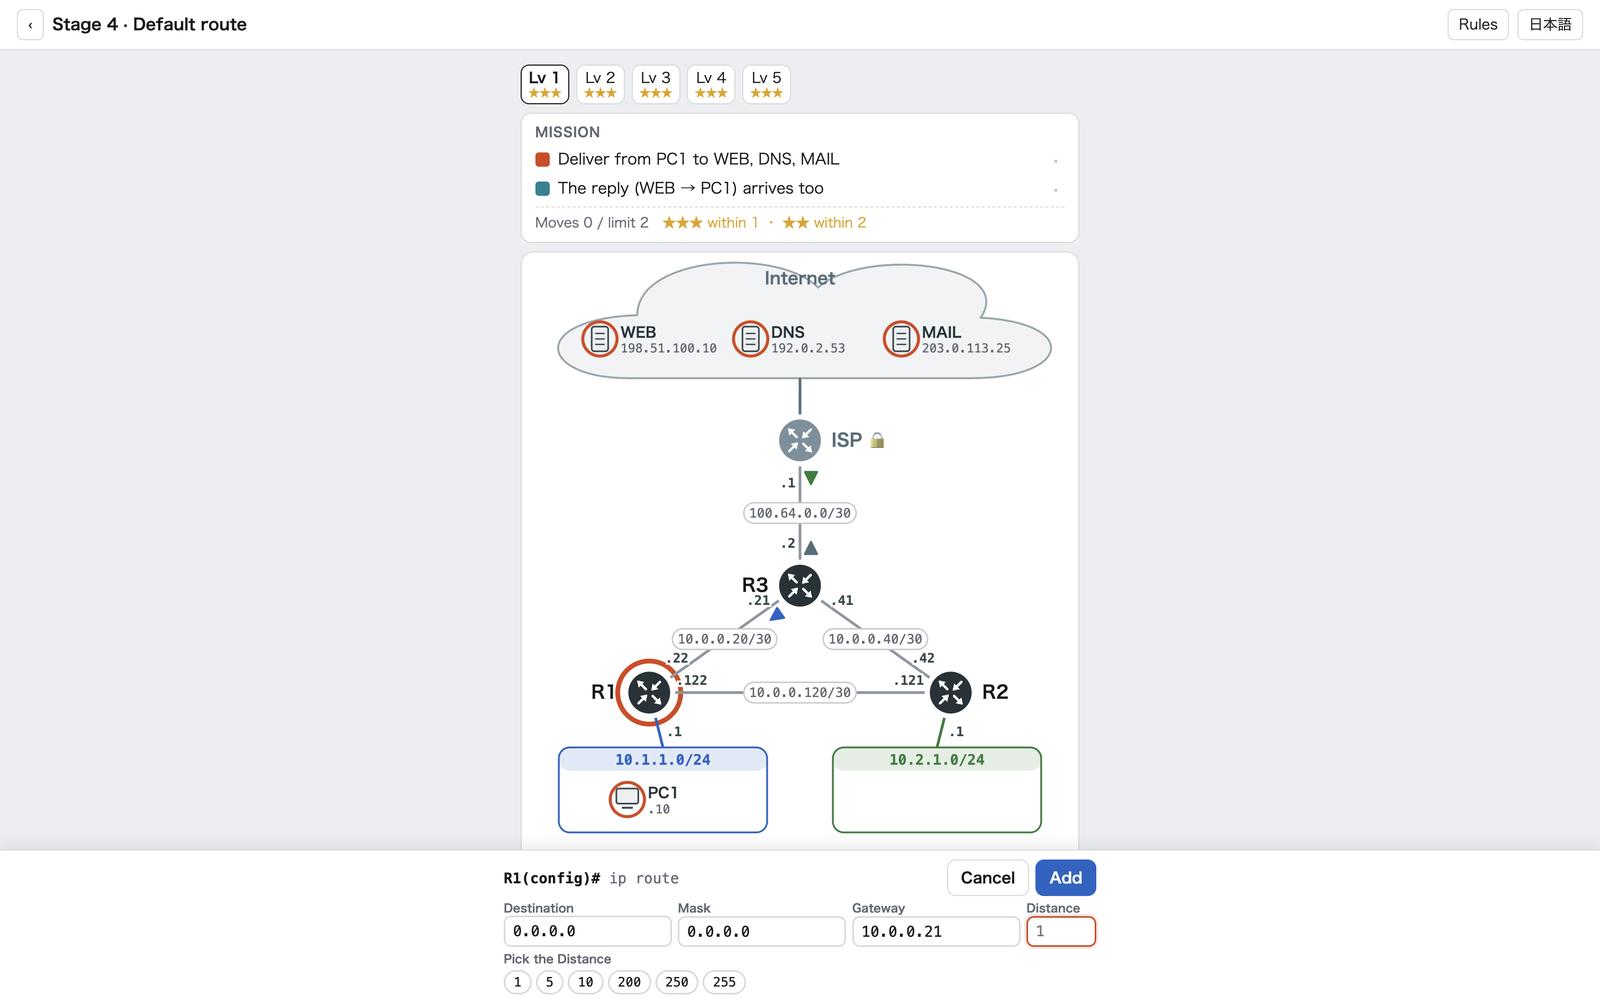 ‹ Stage 4 · Default route Rules 日本語
Lv 1 Lv 2 Lv 3 Lv 4 Lv 5
★★★ ★★★ ★★★ ★★★ ★★★
MISSION
Deliver from PC1 to WEB, DNS, MAIL
The reply (WEB → PC1) arrives too
Moves 0 / limit 2 ★★★ within 1 · ★★ within 2
Internet
WEB DNS MAIL
198.51.100.10 192.0.2.53 203.0.113.25
ISP
.1
100.64.0.0/30
.2
R3
.21 .41
10.0.0.20/30 10.0.0.40/30
.22 .42
.122 .121
R1 10.0.0.120/30 R2
.1 .1
10.1.1.0/24 10.2.1.0/24
PC1
.10
R1(config)# ip route Cancel Add
Destination Mask Gateway Distance
0.0.0.0 0.0.0.0 10.0.0.21 1
Pick the Distance
1 5 10 200 250 255